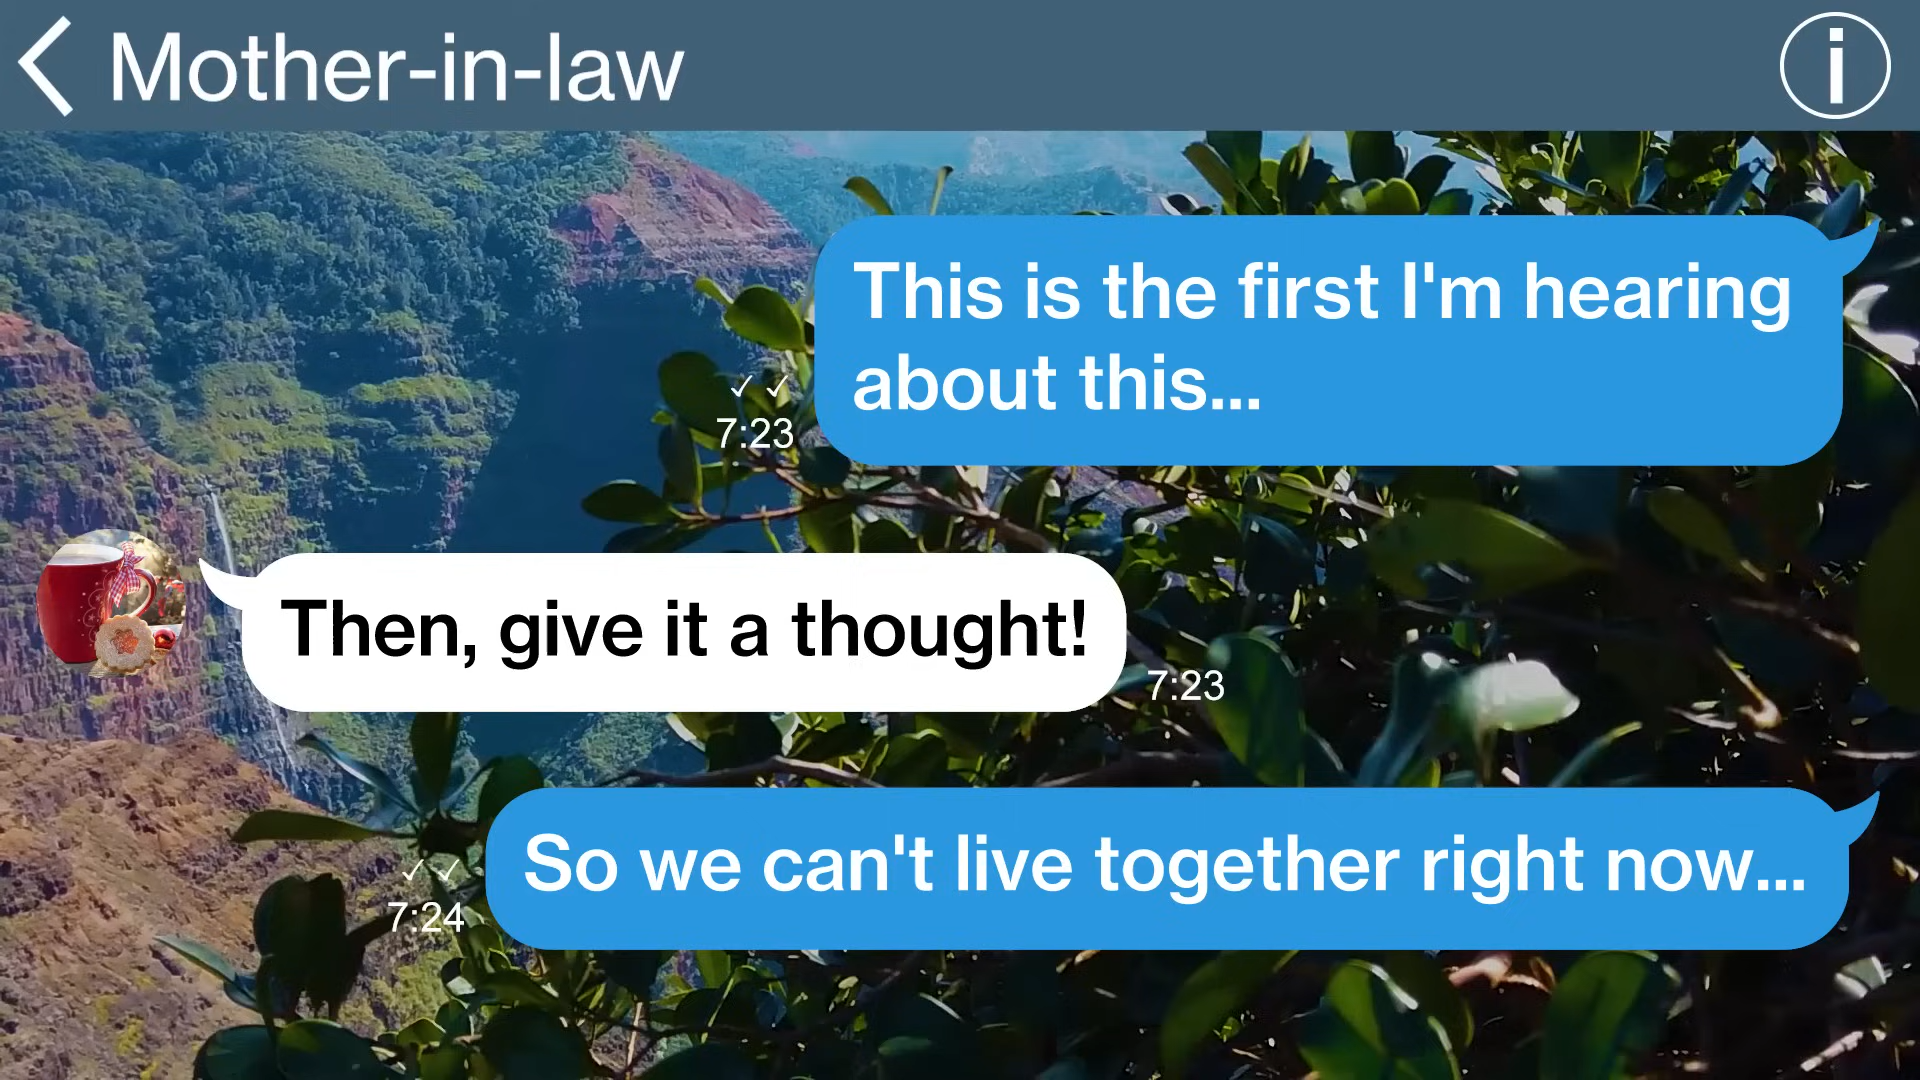 Mother-in-law
This is the first I'm hearing
about this...
✓ ✓
7:23
Then, give it a thought!
7:23
So we can't live together right now...
✓ ✓
7:24